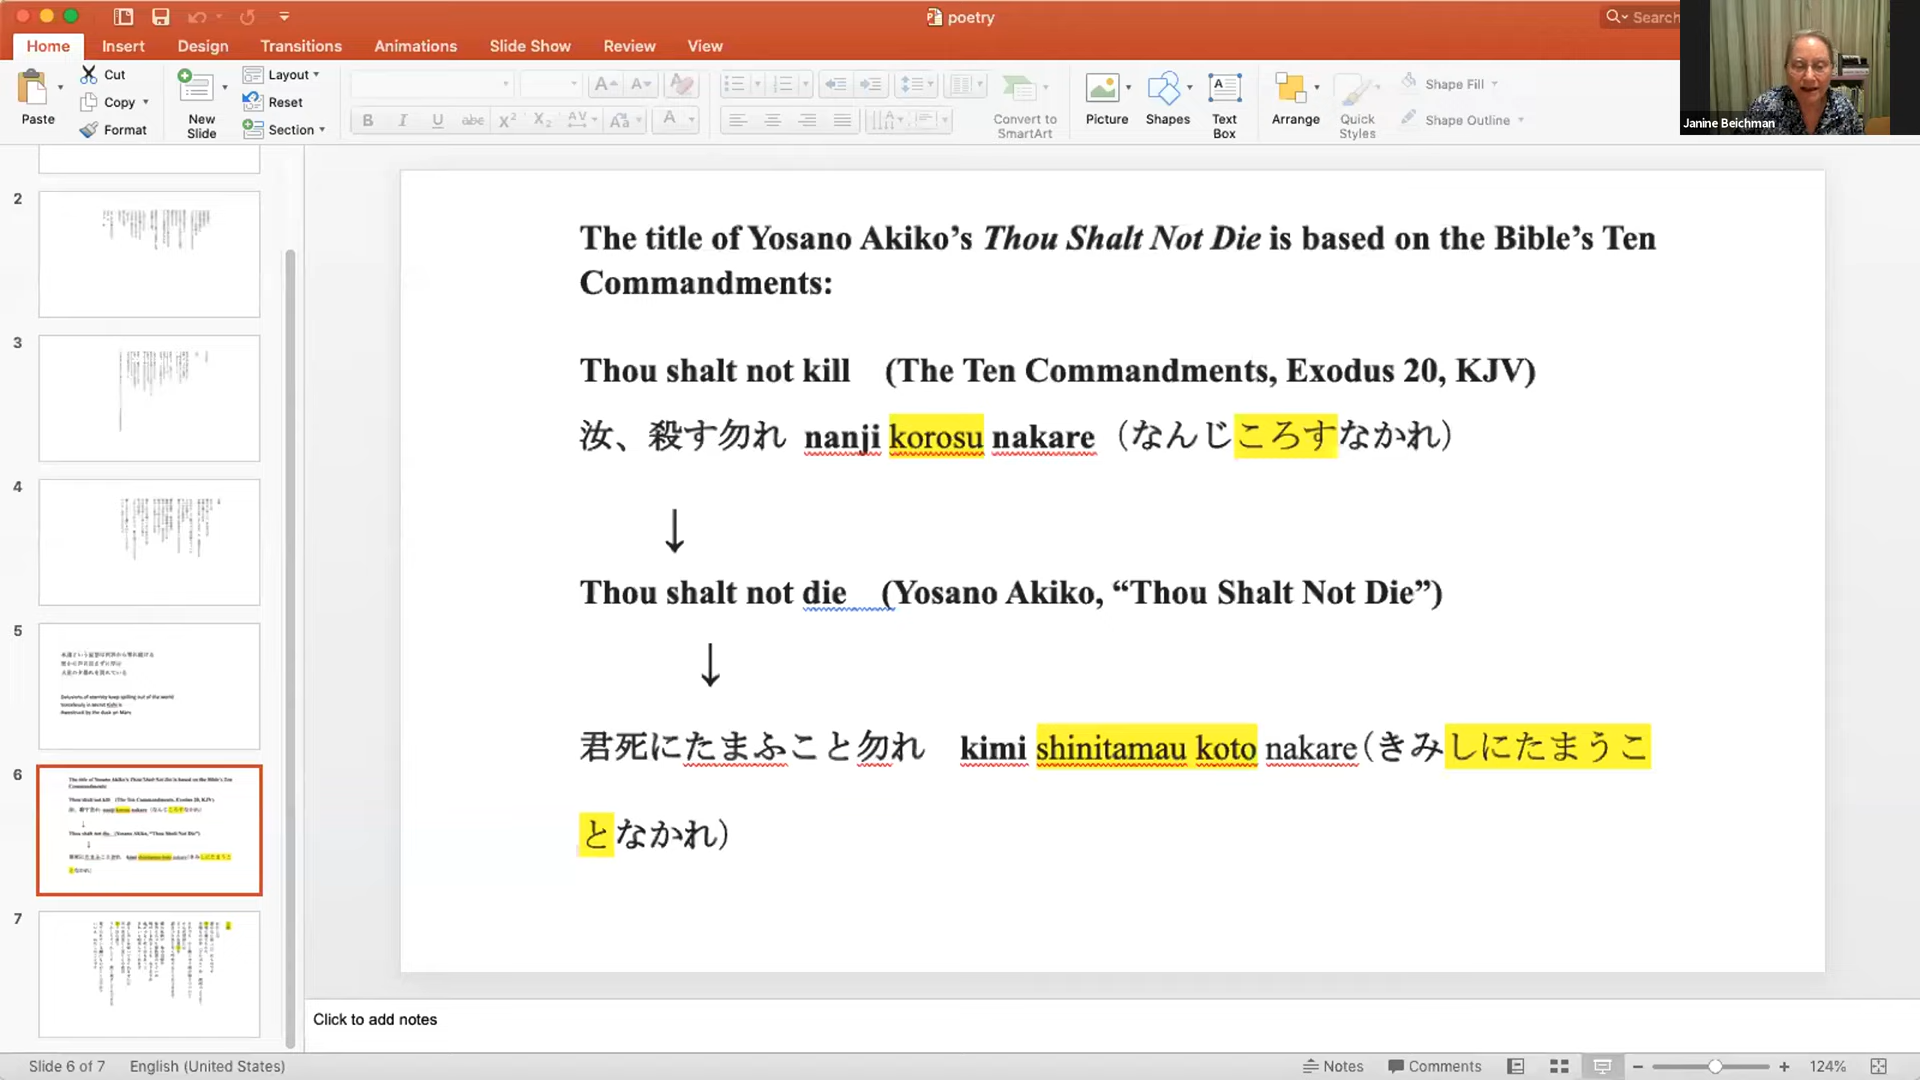 poetry
Search
Home Insert Design Transitions Animations Slide Show Review View
Paste
Cut
Copy
Format
New Slide
Layout
Reset
Section
Convert to SmartArt
Picture
Shapes
Text Box
Arrange
Quick Styles
Shape Fill
Shape Outline
Janine Beichman
2
3
4
5
6
7
The title of Yosano Akiko’s Thou Shalt Not Die is based on the Bible’s Ten
Commandments:
Thou shalt not kill (The Ten Commandments, Exodus 20, KJV)
汝、殺す勿れ nanji korosu nakare（なんじころすなかれ）
↓
Thou shalt not die (Yosano Akiko, “Thou Shalt Not Die”)
↓
君死にたまふこと勿れ kimi shinitamau koto nakare（きみしにたまうこ
となかれ）
Click to add notes
Slide 6 of 7 English (United States) Notes Comments 124%